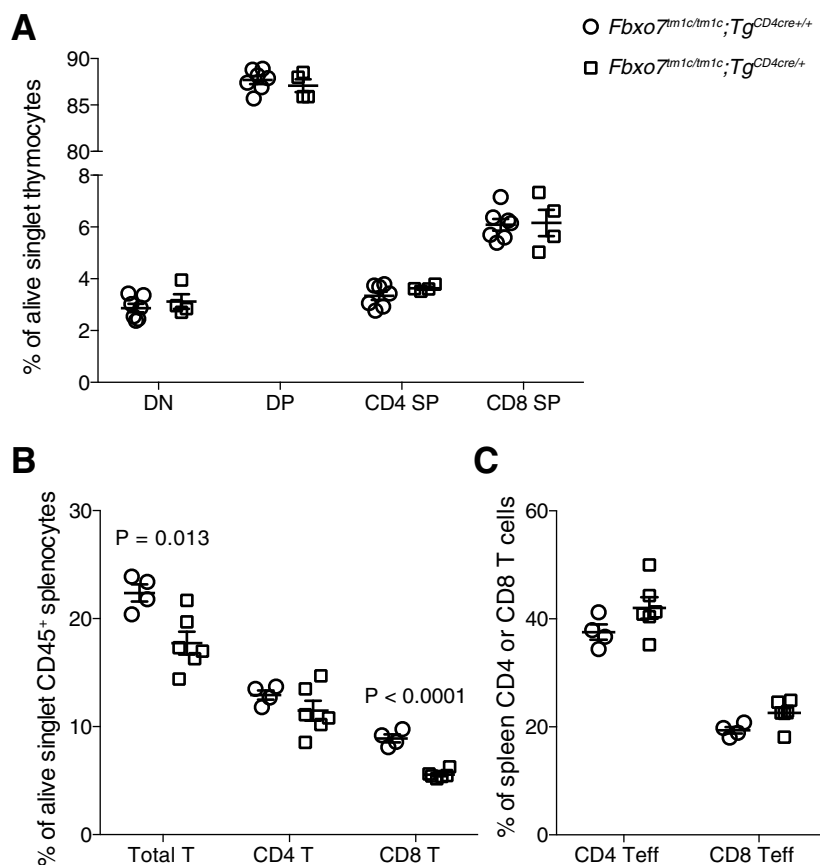 A
Fbxo7tm1c/tm1c;TgCD4cre+/+
Fbxo7tm1c/tm1c;TgCD4cre/+
% of alive singlet thymocytes
90
85
80
8
6
4
2
0
DN DP CD4 SP CD8 SP
B
% of alive singlet CD45+ splenocytes
30
20
10
0
P = 0.013
P < 0.0001
Total T CD4 T CD8 T
C
% of spleen CD4 or CD8 T cells
60
40
20
0
CD4 Teff CD8 Teff